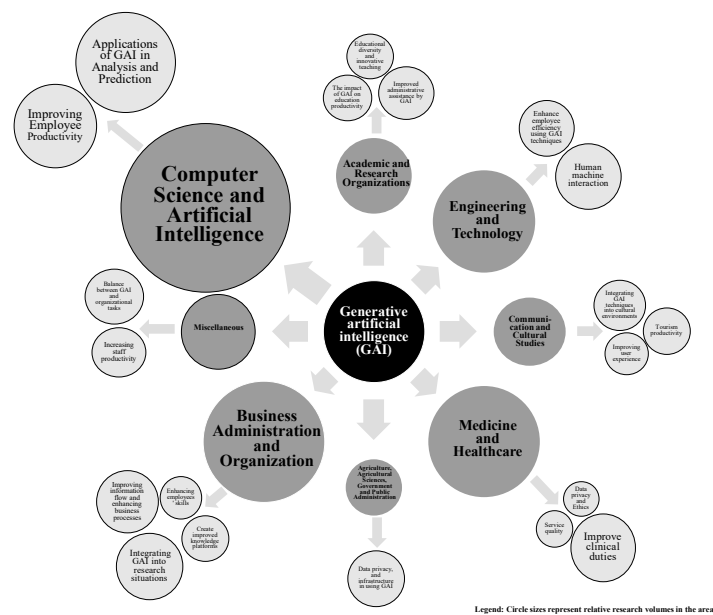 Applications
of GAI in
Analysis and
Prediction
Improving
Employee
Productivity
Computer
Science and
Artificial
Intelligence
Educational
diversity
and
innovative
teaching
The impact
of GAI on
education
productivity
Improved
administrative
assistance by
GAI
Academic and
Research
Organizations
Enhance
employee
efficiency
using GAI
techniques
Human
machine
interaction
Engineering
and
Technology
Balance
between GAI
and
organizational
tasks
Increasing
staff
productivity
Miscellaneous
Generative
artificial
intelligence
(GAI)
Communi-
cation and
Cultural
Studies
Integrating
GAI
techniques
into cultural
environments
Tourism
productivity
Improving
user
experience
Business
Administration
and
Organization
Improving
information
flow and
enhancing
business
processes
Enhancing
employees'
skills
Create
improved
knowledge
platforms
Integrating
GAI into
research
situations
Agriculture,
Agricultural
Sciences,
Government
and Public
Administration
Data privacy,
and
infrastructure
in using GAI
Medicine
and
Healthcare
Data privacy
and
Ethics
Service
quality
Improve
clinical
duties
Legend: Circle sizes represent relative research volumes in the area